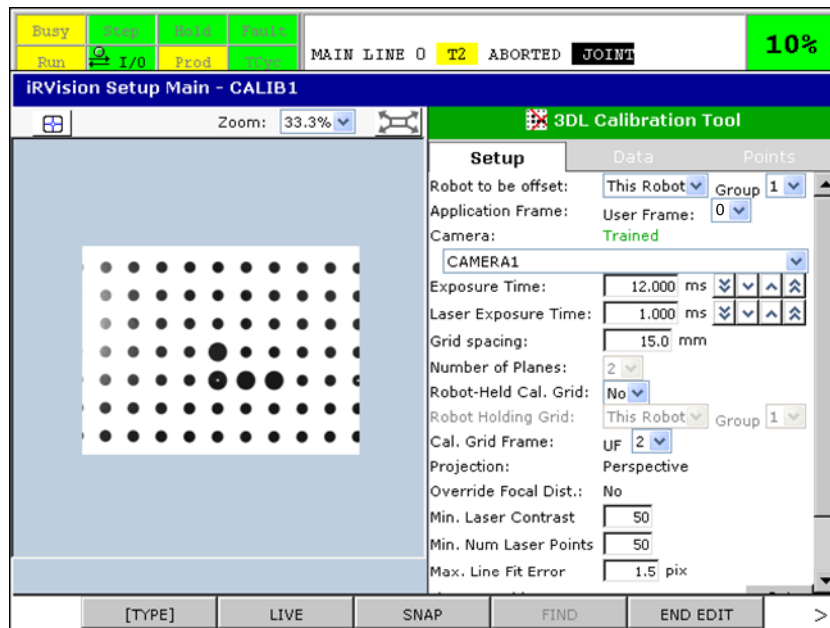 Busy Step Hold Fault
Run I/O Prod TCyc MAIN LINE 0 T2 ABORTED JOINT 10%
iRVision Setup Main - CALIB1
Zoom: 33.3% 3DL Calibration Tool
Setup Data Points
Robot to be offset: This Robot Group 1
Application Frame: User Frame: 0
Camera: Trained
CAMERA1
Exposure Time: 12.000 ms
Laser Exposure Time: 1.000 ms
Grid spacing: 15.0 mm
Number of Planes: 2
Robot-Held Cal. Grid: No
Robot Holding Grid: This Robot Group 1
Cal. Grid Frame: UF 2
Projection: Perspective
Override Focal Dist.: No
Min. Laser Contrast 50
Min. Num Laser Points 50
Max. Line Fit Error 1.5 pix
[TYPE] LIVE SNAP FIND END EDIT >